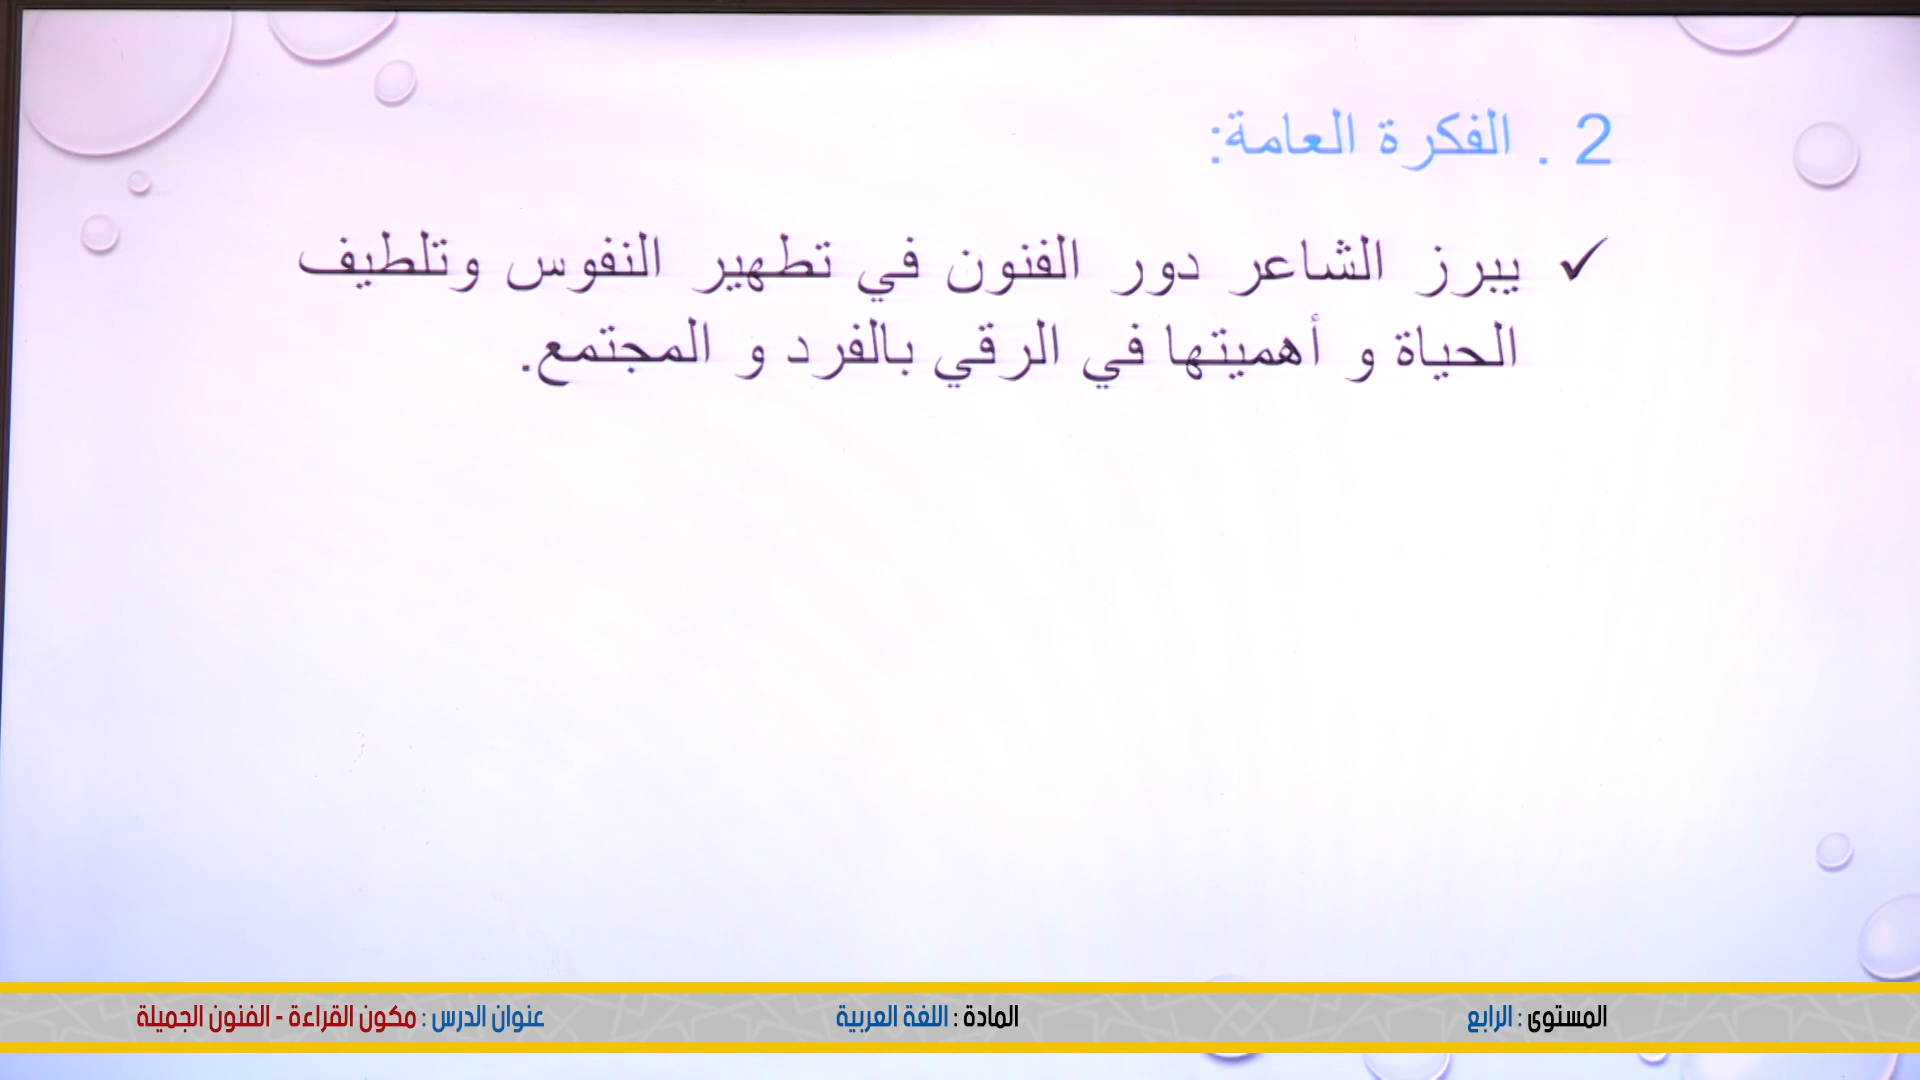 2 . الفكرة العامة:
✓ يبرز الشاعر دور الفنون في تطهير النفوس وتلطيف
الحياة و أهميتها في الرقي بالفرد و المجتمع.
المستوى : الرابع
المادة : اللغة العربية
عنوان الدرس : مكون القراءة - الفنون الجميلة